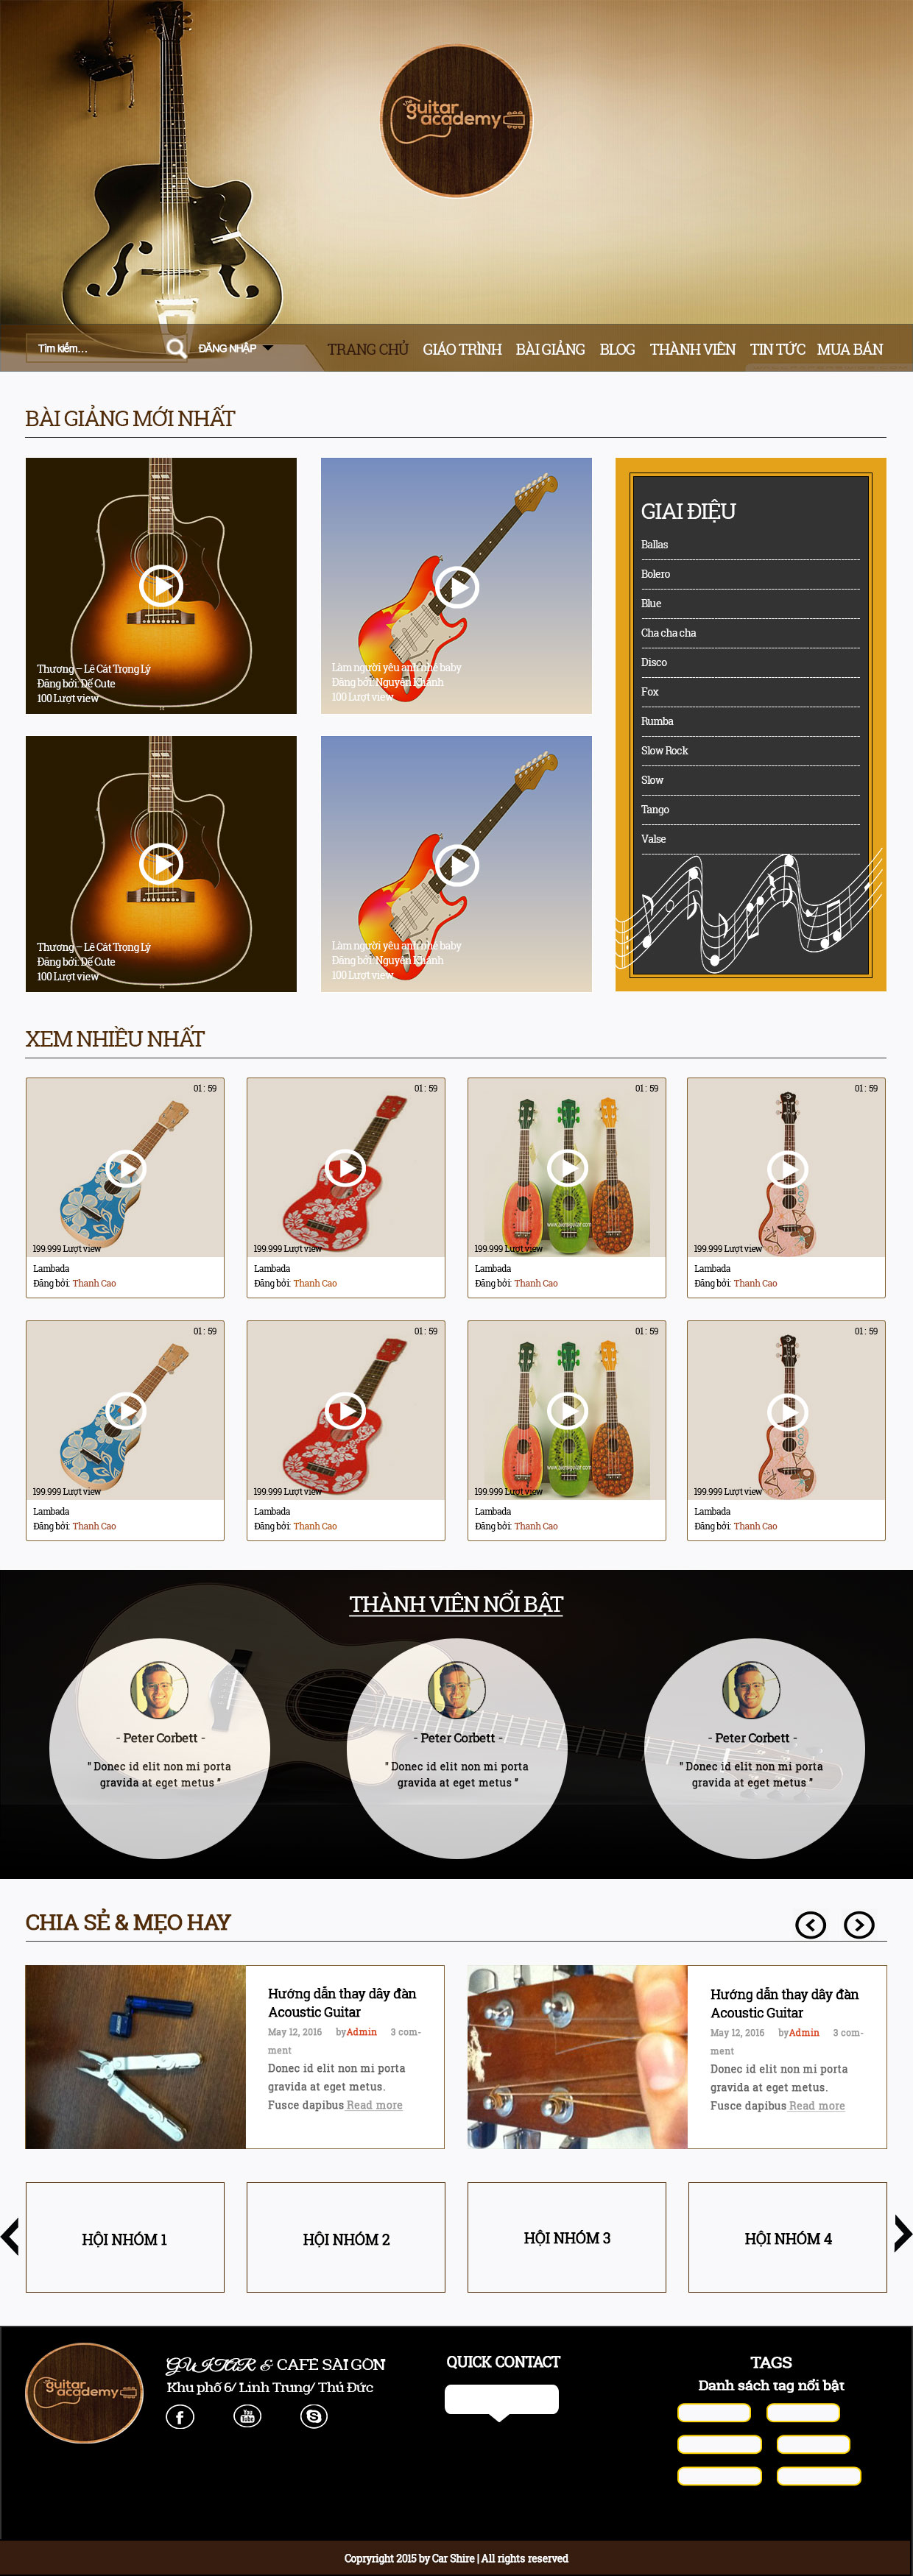 the guitar
academy
Tìm kiếm...
ĐĂNG NHẬP
TRANG CHỦ GIÁO TRÌNH BÀI GIẢNG BLOG THÀNH VIÊN TIN TỨC MUA BÁN
BÀI GIẢNG MỚI NHẤT
Thương – Lê Cát Trọng Lý
Đăng bởi: Dế Cute
100 Lượt view
Làm người yêu anh nhé baby
Đăng bởi: Nguyên Khánh
100 Lượt view
Thương – Lê Cát Trọng Lý
Đăng bởi: Dế Cute
100 Lượt view
Làm người yêu anh nhé baby
Đăng bởi: Nguyên Khánh
100 Lượt view
GIAI ĐIỆU
Ballas
Bolero
Blue
Cha cha cha
Disco
Fox
Rumba
Slow Rock
Slow
Tango
Valse
XEM NHIỀU NHẤT
01 : 59
199.999 Lượt view
Lambada
Đăng bởi: Thanh Cao
01 : 59
199.999 Lượt view
Lambada
Đăng bởi: Thanh Cao
01 : 59
199.999 Lượt view
Lambada
Đăng bởi: Thanh Cao
01 : 59
199.999 Lượt view
Lambada
Đăng bởi: Thanh Cao
01 : 59
199.999 Lượt view
Lambada
Đăng bởi: Thanh Cao
01 : 59
199.999 Lượt view
Lambada
Đăng bởi: Thanh Cao
01 : 59
199.999 Lượt view
Lambada
Đăng bởi: Thanh Cao
01 : 59
199.999 Lượt view
Lambada
Đăng bởi: Thanh Cao
THÀNH VIÊN NỔI BẬT
- Peter Corbett -
" Donec id elit non mi porta
gravida at eget metus "
- Peter Corbett -
" Donec id elit non mi porta
gravida at eget metus "
- Peter Corbett -
" Donec id elit non mi porta
gravida at eget metus "
CHIA SẺ & MẸO HAY
Hướng dẫn thay dây đàn
Acoustic Guitar
May 12, 2016 byAdmin 3 com-
ment
Donec id elit non mi porta
gravida at eget metus.
Fusce dapibus Read more
Hướng dẫn thay dây đàn
Acoustic Guitar
May 12, 2016 byAdmin 3 com-
ment
Donec id elit non mi porta
gravida at eget metus.
Fusce dapibus Read more
HỘI NHÓM 1
HỘI NHÓM 2
HỘI NHÓM 3
HỘI NHÓM 4
guitar
academy
GUITAR & CAFE SÀI GÒN
Khu phố 6/ Linh Trung/ Thủ Đức
You
Tube
QUICK CONTACT
TAGS
Danh sách tag nổi bật
Copryright 2015 by Car Shire | All rights reserved